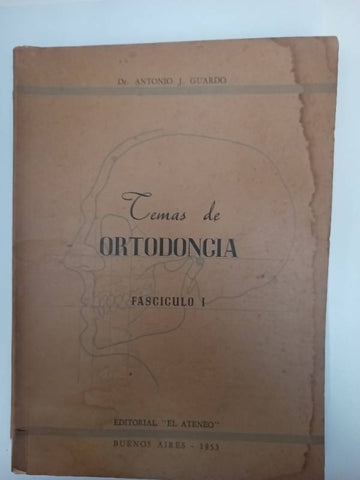 Dr. ANTONIO J. GUARDO
Temas de
ORTODONCIA
FASCICULO I
EDITORIAL "EL ATENEO"
BUENOS AIRES - 1953